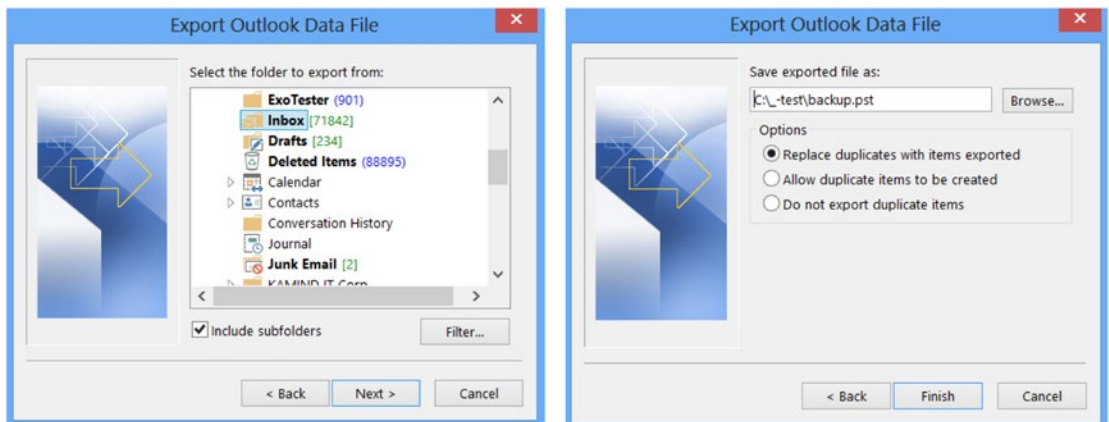 Export Outlook Data File
Select the folder to export from:
ExoTester (901)
Inbox [71842]
Drafts [234]
Deleted Items (88895)
Calendar
Contacts
Conversation History
Journal
Junk Email [2]
KAMIND IT Corp
Include subfolders
Filter...
< Back
Next >
Cancel
Export Outlook Data File
Save exported file as:
C:\_-test\backup.pst
Browse...
Options
Replace duplicates with items exported
Allow duplicate items to be created
Do not export duplicate items
< Back
Finish
Cancel